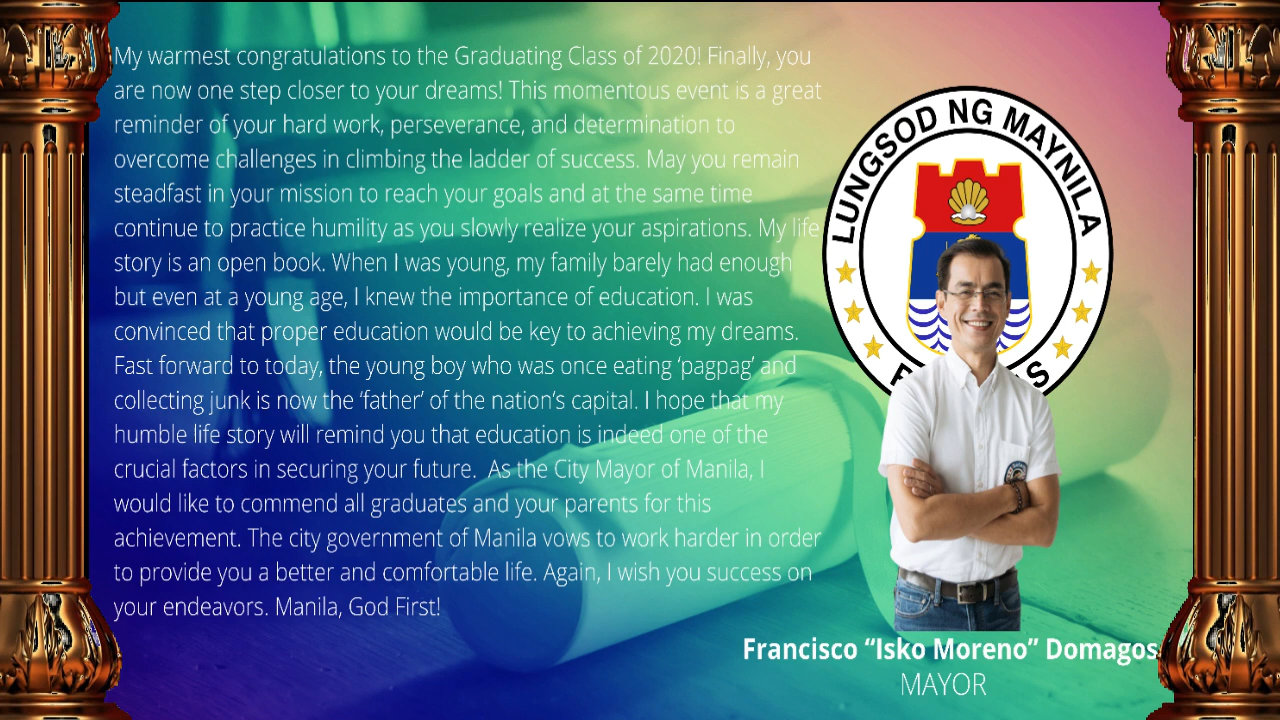 My warmest congratulations to the Graduating Class of 2020! Finally, you
are now one step closer to your dreams! This momentous event is a great
reminder of your hard work, perseverance, and determination to
overcome challenges in climbing the ladder of success. May you remain
steadfast in your mission to reach your goals and at the same time
continue to practice humility as you slowly realize your aspirations. My life
story is an open book. When I was young, my family barely had enough
but even at a young age, I knew the importance of education. I was
convinced that proper education would be key to achieving my dreams.
Fast forward to today, the young boy who was once eating ‘pagpag’ and
collecting junk is now the ‘father’ of the nation’s capital. I hope that my
humble life story will remind you that education is indeed one of the
crucial factors in securing your future.  As the City Mayor of Manila, I
would like to commend all graduates and your parents for this
achievement. The city government of Manila vows to work harder in order
to provide you a better and comfortable life. Again, I wish you success on
your endeavors. Manila, God First!
LUNGSOD NG MAYNILA
Francisco “Isko Moreno” Domagos
MAYOR